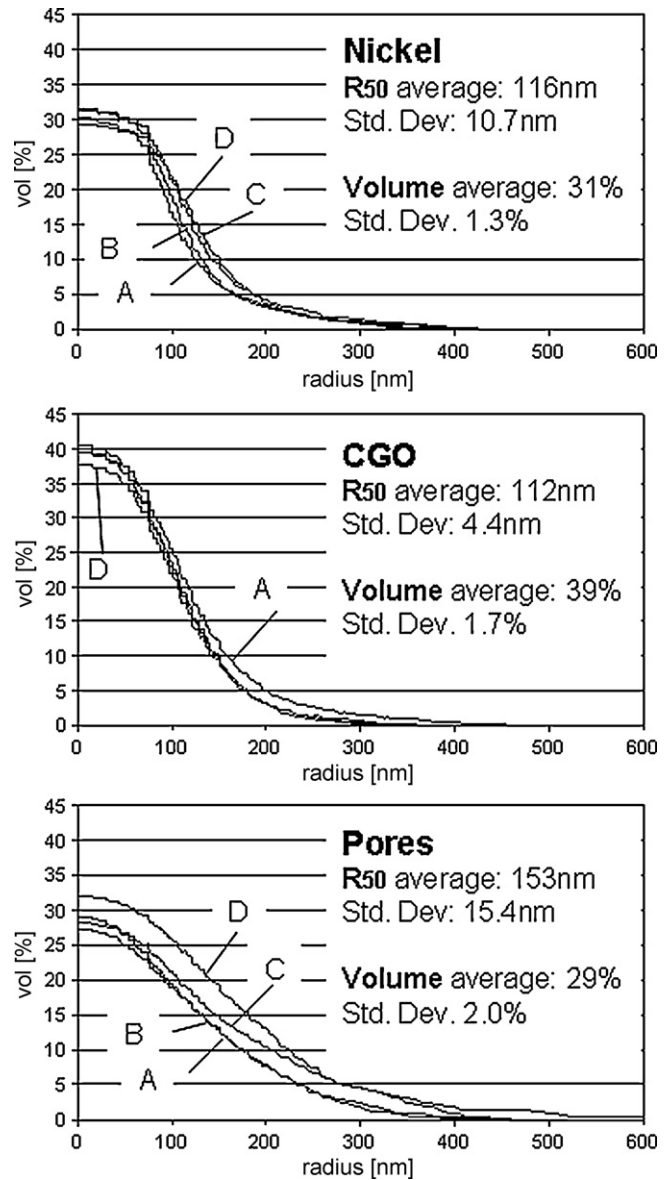 45
40
35
30
25
20
15
10
5
0
vol [%]
Nickel
R50 average: 116nm
Std. Dev: 10.7nm
Volume average: 31%
Std. Dev. 1.3%
D
C
B
A
0 100 200 300 400 500 600
radius [nm]
45
40
35
30
25
20
15
10
5
0
vol [%]
CGO
R50 average: 112nm
Std. Dev: 4.4nm
Volume average: 39%
Std. Dev. 1.7%
D
A
0 100 200 300 400 500 600
radius [nm]
45
40
35
30
25
20
15
10
5
0
vol [%]
Pores
R50 average: 153nm
Std. Dev: 15.4nm
Volume average: 29%
Std. Dev. 2.0%
D
C
B
A
0 100 200 300 400 500 600
radius [nm]